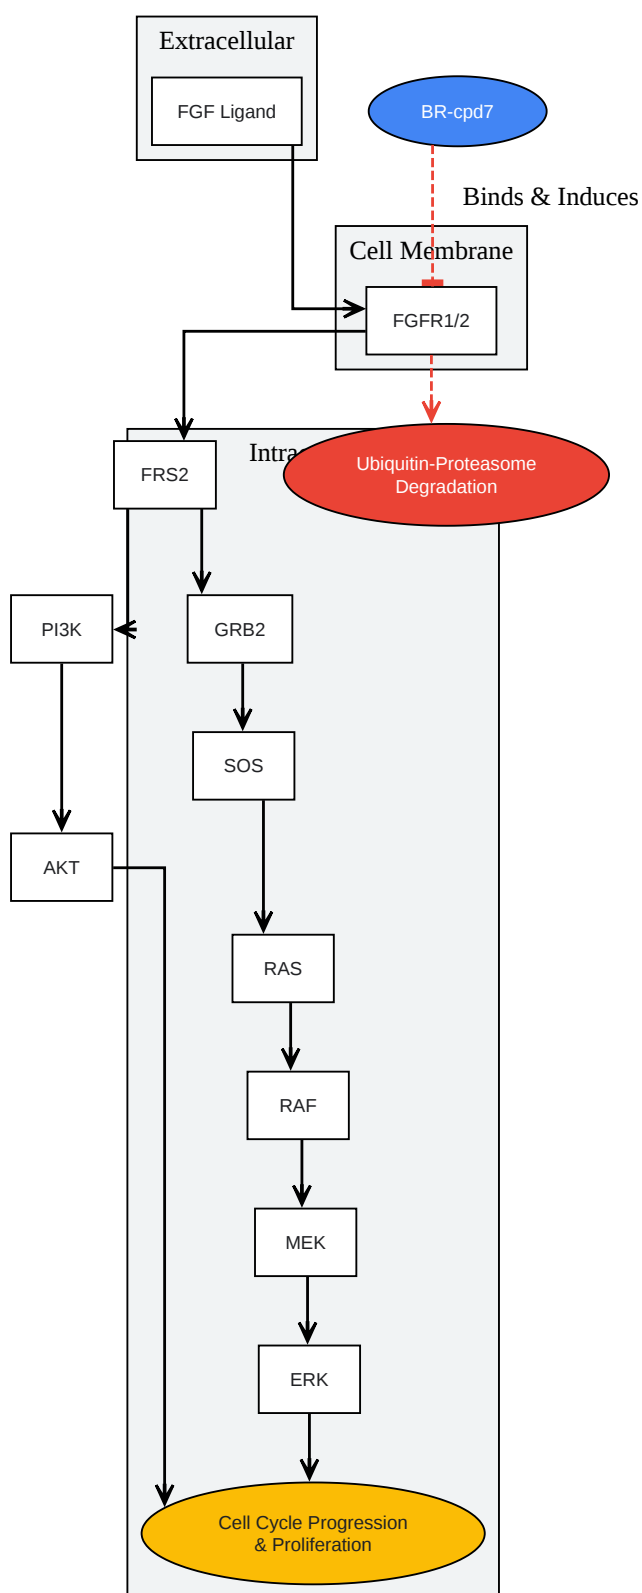 Extracellular
FGF Ligand
BR-cpd7
Binds & Induces
Cell Membrane
FGFR1/2
Ubiquitin-Proteasome
Degradation
FRS2
PI3K
GRB2
SOS
AKT
RAS
RAF
MEK
ERK
Cell Cycle Progression
& Proliferation